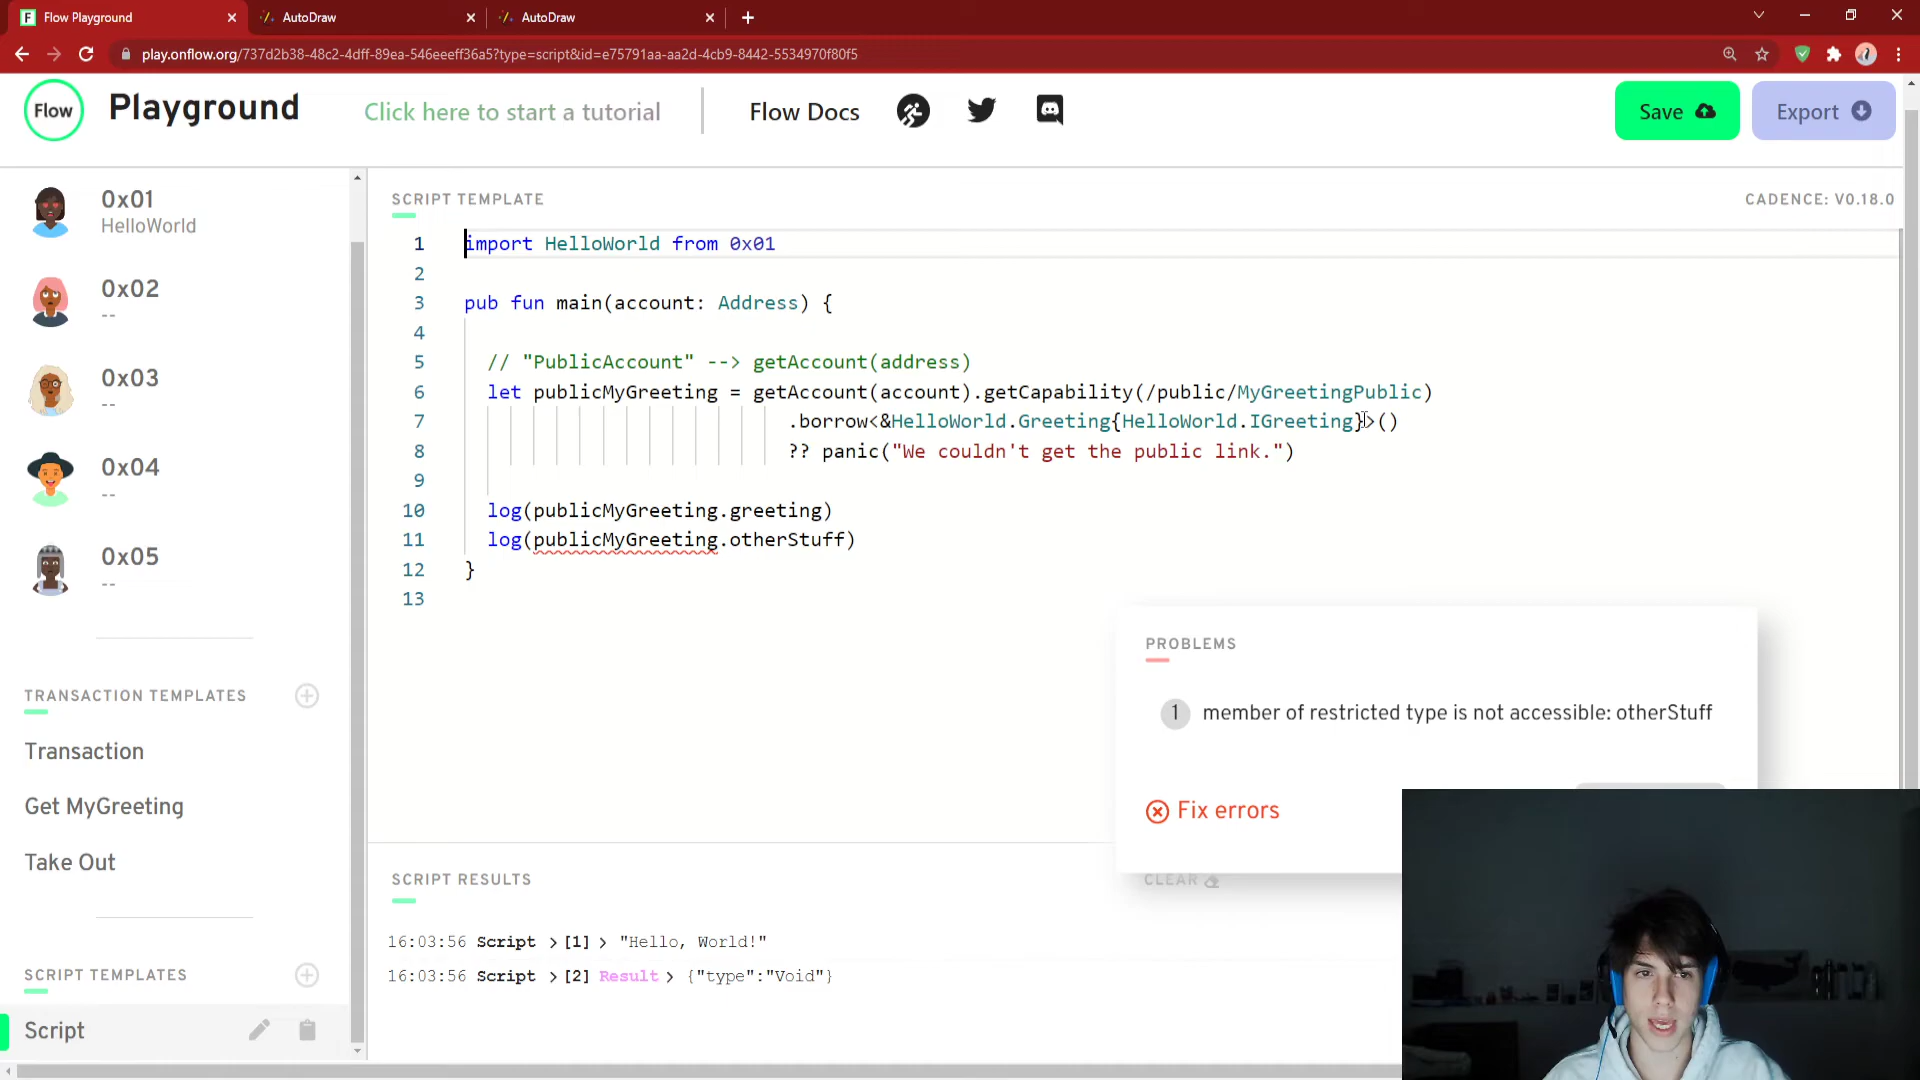 Flow Playground
AutoDraw
AutoDraw
play.onflow.org/737d2b38-48c2-4dff-89ea-546eeeff36a5?type=script&id=e75791aa-aa2d-4cb9-8442-5534970f80f5
Flow
Playground
Click here to start a tutorial
Flow Docs
Save
Export
0x01
HelloWorld
0x02
--
0x03
--
0x04
--
0x05
--
TRANSACTION TEMPLATES
Transaction
Get MyGreeting
Take Out
SCRIPT TEMPLATES
Script
SCRIPT TEMPLATE
CADENCE: V0.18.0
1 import HelloWorld from 0x01
2
3 pub fun main(account: Address) {
4
5 // "PublicAccount" --> getAccount(address)
6 let publicMyGreeting = getAccount(account).getCapability(/public/MyGreetingPublic)
7 .borrow<&HelloWorld.Greeting{HelloWorld.IGreeting}>()
8 ?? panic("We couldn't get the public link.")
9
10 log(publicMyGreeting.greeting)
11 log(publicMyGreeting.otherStuff)
12 }
13
PROBLEMS
1 member of restricted type is not accessible: otherStuff
Fix errors
SCRIPT RESULTS
CLEAR
16:03:56 Script > [1] > "Hello, World!"
16:03:56 Script > [2] Result > {"type":"Void"}